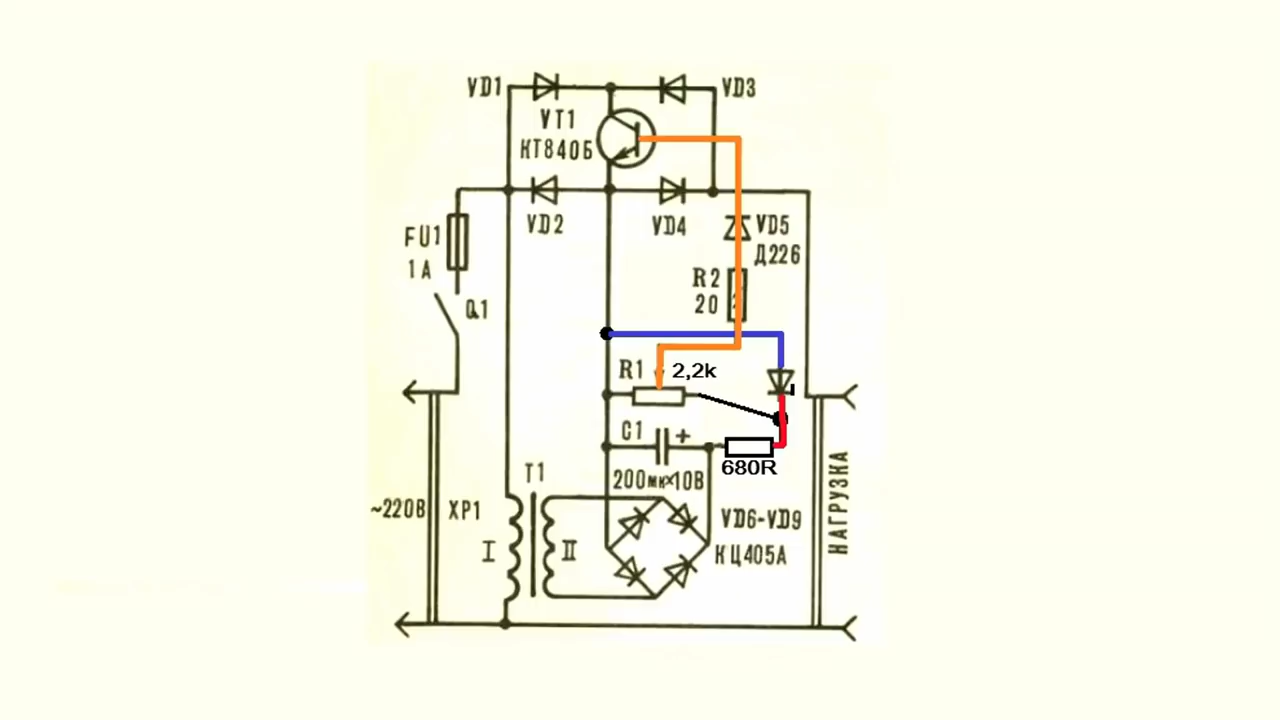 VD1
VD3
VT1
КТ840Б
VD2
VD4
FU1
1А
VD5
Д226
R2
20
Q1
R1
2,2k
C1
+
200мк×10В
680R
T1
~220В
XP1
I
II
VD6-VD9
КЦ405А
НАГРУЗКА